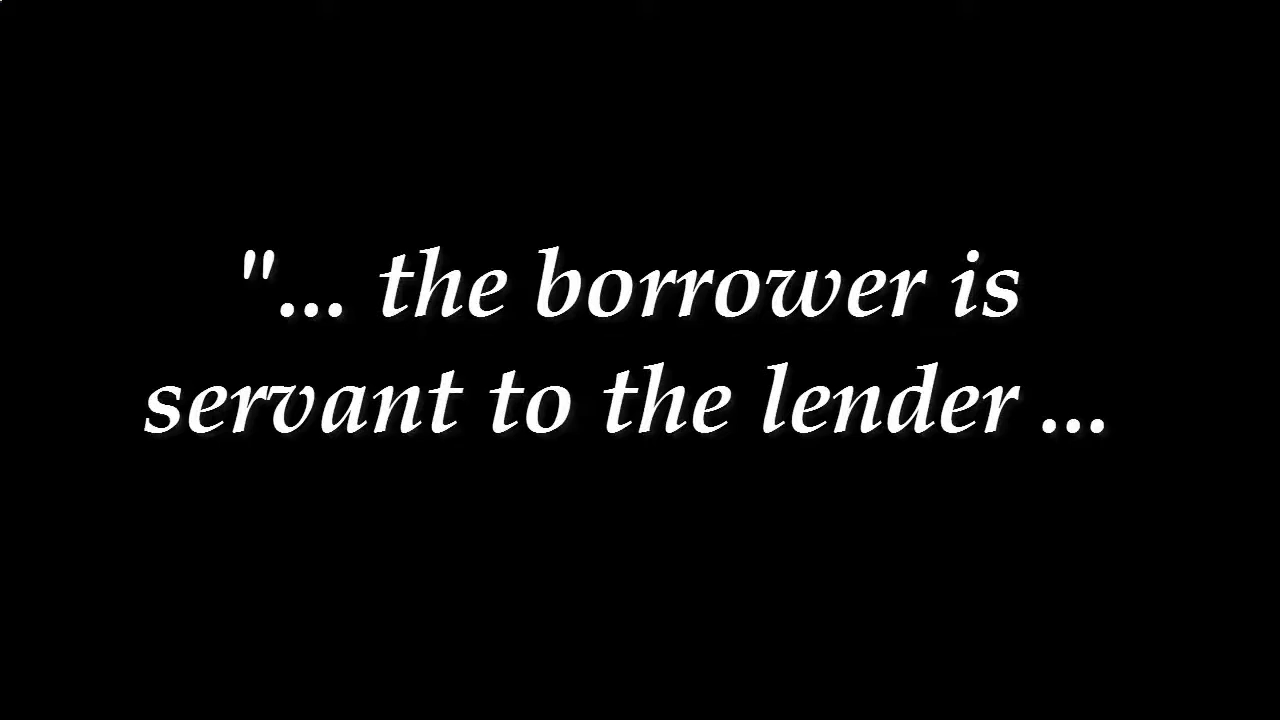 "... the borrower is
servant to the lender ...